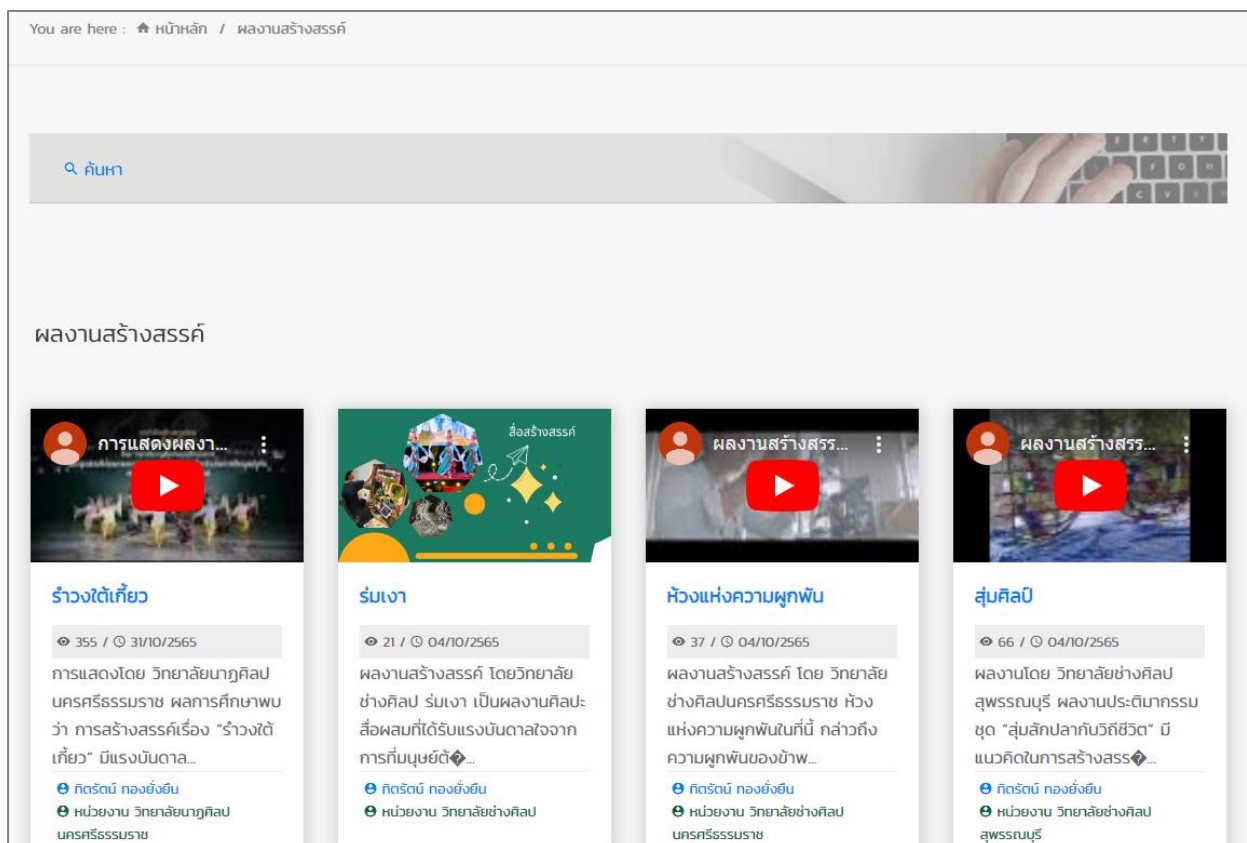 You are here : หน้าหลัก / ผลงานสร้างสรรค์
ค้นหา
ผลงานสร้างสรรค์
การแสดงผลงา...
สื่อสร้างสรรค์
ผลงานสร้างสรร...
ผลงานสร้างสรร...
รำวงใต้เกี้ยว
355 / 31/10/2565
การแสดงโดย วิทยาลัยนาฏศิลป
นครศรีธรรมราช ผลการศึกษาพบ
ว่า การสร้างสรรค์เรื่อง "รำวงใต้
เกี้ยว" มีแรงบันดาล...
ทิตรัตน์ ทองยั่งยืน
หน่วยงาน วิทยาลัยนาฏศิลป
นครศรีธรรมราช
ร่มเงา
21 / 04/10/2565
ผลงานสร้างสรรค์ โดยวิทยาลัย
ช่างศิลป ร่มเงา เป็นผลงานศิลปะ
สื่อผสมที่ได้รับแรงบันดาลใจจาก
การที่มนุษย์ต้�...
ทิตรัตน์ ทองยั่งยืน
หน่วยงาน วิทยาลัยช่างศิลป
ห้วงแห่งความผูกพัน
37 / 04/10/2565
ผลงานสร้างสรรค์ โดย วิทยาลัย
ช่างศิลปนครศรีธรรมราช ห้วง
แห่งความผูกพันในที่นี้ กล่าวถึง
ความผูกพันของข้าพ...
ทิตรัตน์ ทองยั่งยืน
หน่วยงาน วิทยาลัยช่างศิลป
นครศรีธรรมราช
สุ่มศิลป์
66 / 04/10/2565
ผลงานโดย วิทยาลัยช่างศิลป
สุพรรณบุรี ผลงานประติมากรรม
ชุด "สุ่มสักปลากับวิถีชีวิต" มี
แนวคิดในการสร้างสรร�...
ทิตรัตน์ ทองยั่งยืน
หน่วยงาน วิทยาลัยช่างศิลป
สุพรรณบุรี